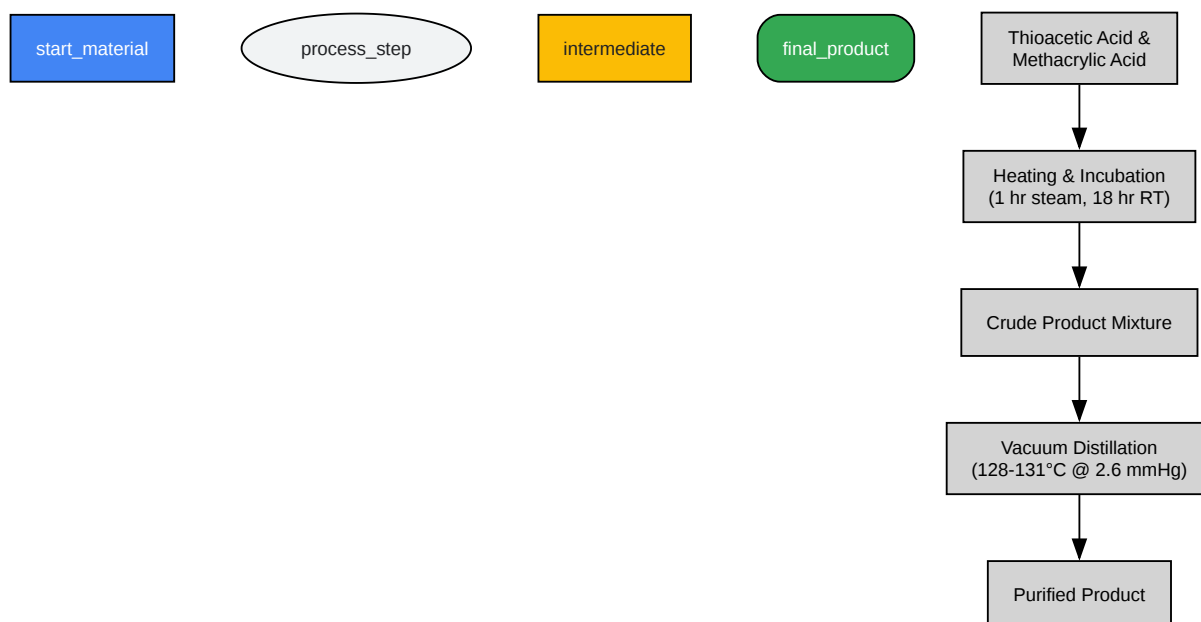 start_material
process_step
intermediate
final_product
Thioacetic Acid &
Methacrylic Acid
Heating & Incubation
(1 hr steam, 18 hr RT)
Crude Product Mixture
Vacuum Distillation
(128-131°C @ 2.6 mmHg)
Purified Product